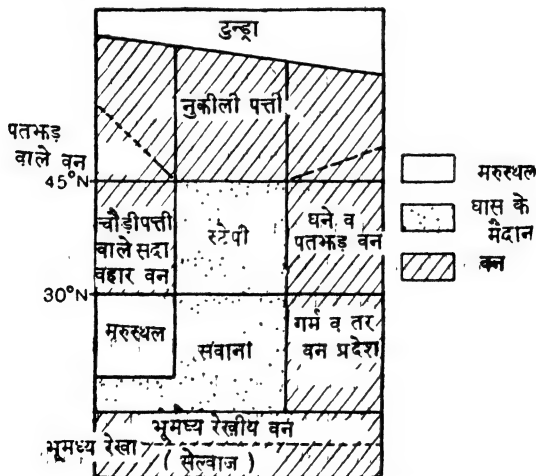 टुन्ड्रा
नुकीली पत्ती
पतझड़
वाले वन
45°N
चौड़ीपत्ती
वाले सदा
वहार वन
स्टेपी
घने व
पतझड़ वन
मरुस्थल
घास के
मैदान
वन
30°N
मरुस्थल
सवाना
गर्म व तर
वन प्रदेश
भूमध्य रेखीय वन
भूमध्य रेखा
( सेल्वाज )